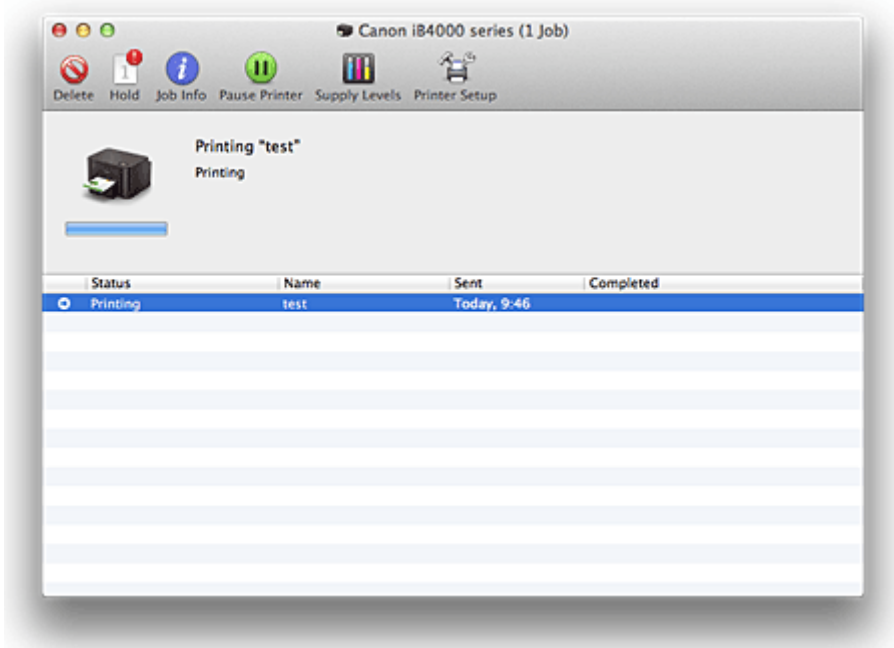 Canon iB4000 series (1 Job)
1
i
Delete Hold Job Info Pause Printer Supply Levels Printer Setup
Printing "test"
Printing
Status Name Sent Completed
Printing test Today, 9:46